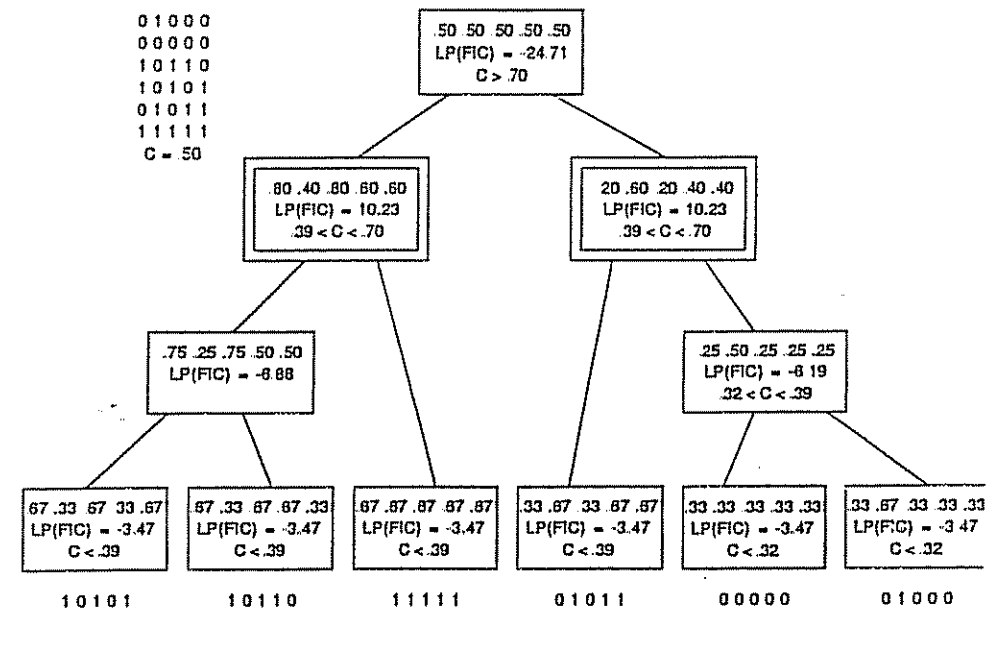 0 1 0 0 0
0 0 0 0 0
1 0 1 1 0
1 0 1 0 1
0 1 0 1 1
1 1 1 1 1
C = .50
.50 .50 .50 .50 .50
LP(FIC) = -24.71
C > .70
.80 .40 .80 .60 .60
LP(FIC) = 10.23
.39 < C < .70
20 .60 .20 .40 .40
LP(FIC) = 10.23
.39 < C < .70
.75 .25 .75 .50 .50
LP(FIC) = -6.88
.25 .50 .25 .25 .25
LP(FIC) = -6 19
.32 < C < .39
67 .33 67 33 .67
LP(FIC) = -3.47
C < .39
.67 .33 .67 .67 .33
LP(FIC) = -3.47
C < .39
.67 .67 .67 .67 .67
LP(FIC) = -3.47
C < .39
.33 .67 .33 .67 .67
LP(FIC) = -3.47
C < .39
.33 .33 .33 .33 .33
LP(FIC) = -3.47
C < .32
.33 .67 .33 .33 .33
LP(FIC) = -3 47
C < .32
1 0 1 0 1
1 0 1 1 0
1 1 1 1 1
0 1 0 1 1
0 0 0 0 0
0 1 0 0 0